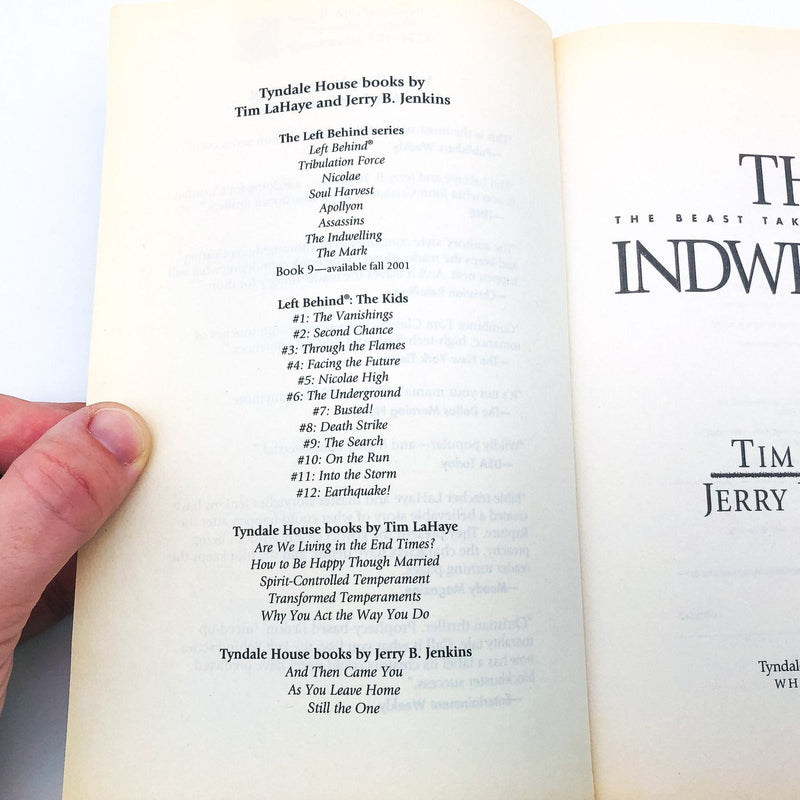 Tyndale House books by
Tim LaHaye and Jerry B. Jenkins
The Left Behind series
Left Behind®
Tribulation Force
Nicolae
Soul Harvest
Apollyon
Assassins
The Indwelling
The Mark
Book 9—available fall 2001
Left Behind®: The Kids
#1: The Vanishings
#2: Second Chance
#3: Through the Flames
#4: Facing the Future
#5: Nicolae High
#6: The Underground
#7: Busted!
#8: Death Strike
#9: The Search
#10: On the Run
#11: Into the Storm
#12: Earthquake!
Tyndale House books by Tim LaHaye
Are We Living in the End Times?
How to Be Happy Though Married
Spirit-Controlled Temperament
Transformed Temperaments
Why You Act the Way You Do
Tyndale House books by Jerry B. Jenkins
And Then Came You
As You Leave Home
Still the One
TH
THE BEAST TAK
INDWE
TIM
JERRY
Tyndale
WH